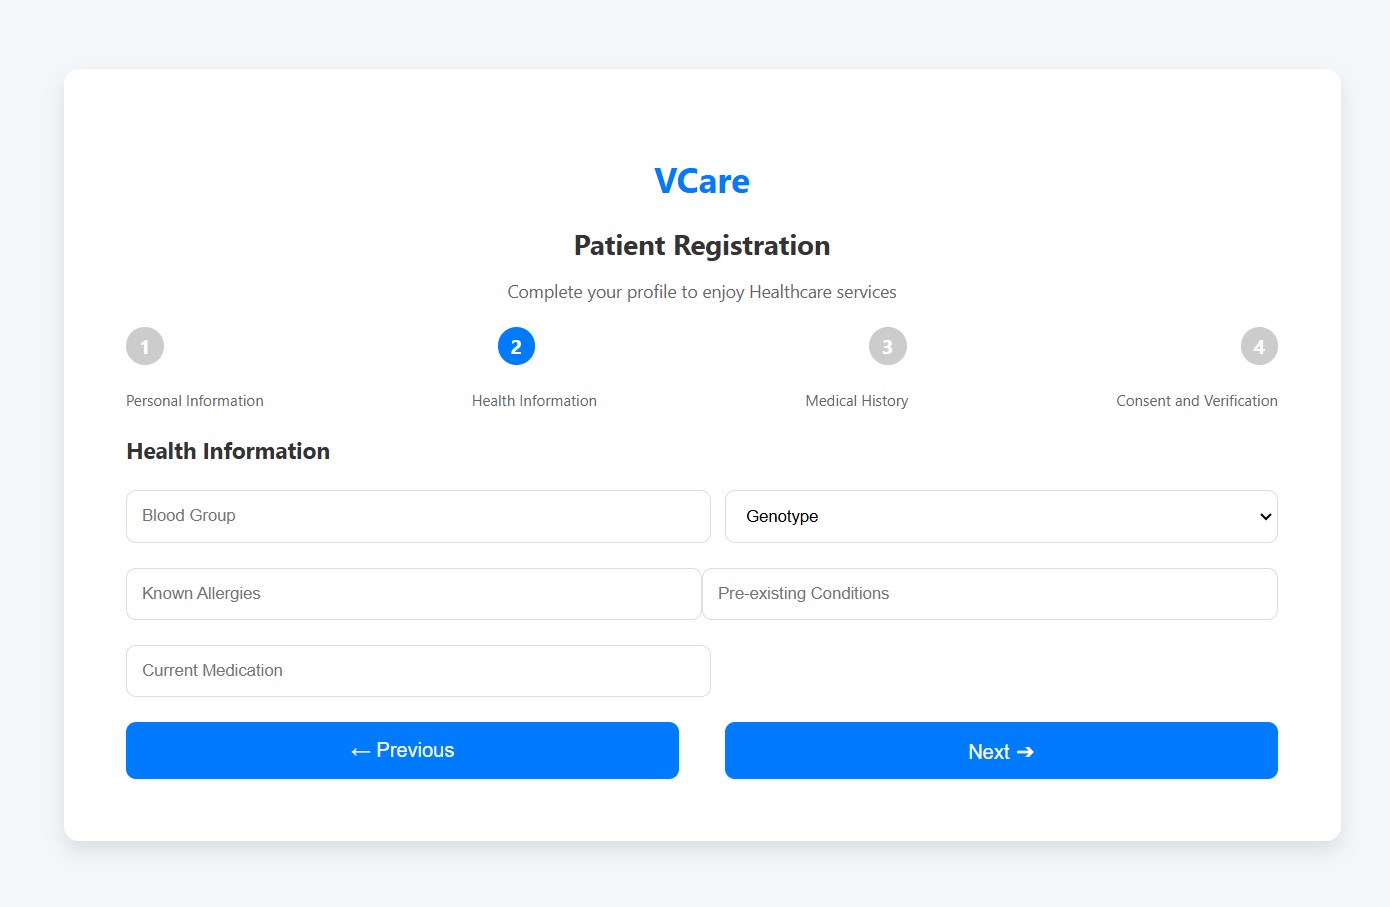 VCare
Patient Registration
Complete your profile to enjoy Healthcare services
1 2 3 4
Personal Information Health Information Medical History Consent and Verification
Health Information
Blood Group Genotype
Known Allergies Pre-existing Conditions
Current Medication
← Previous Next ➔